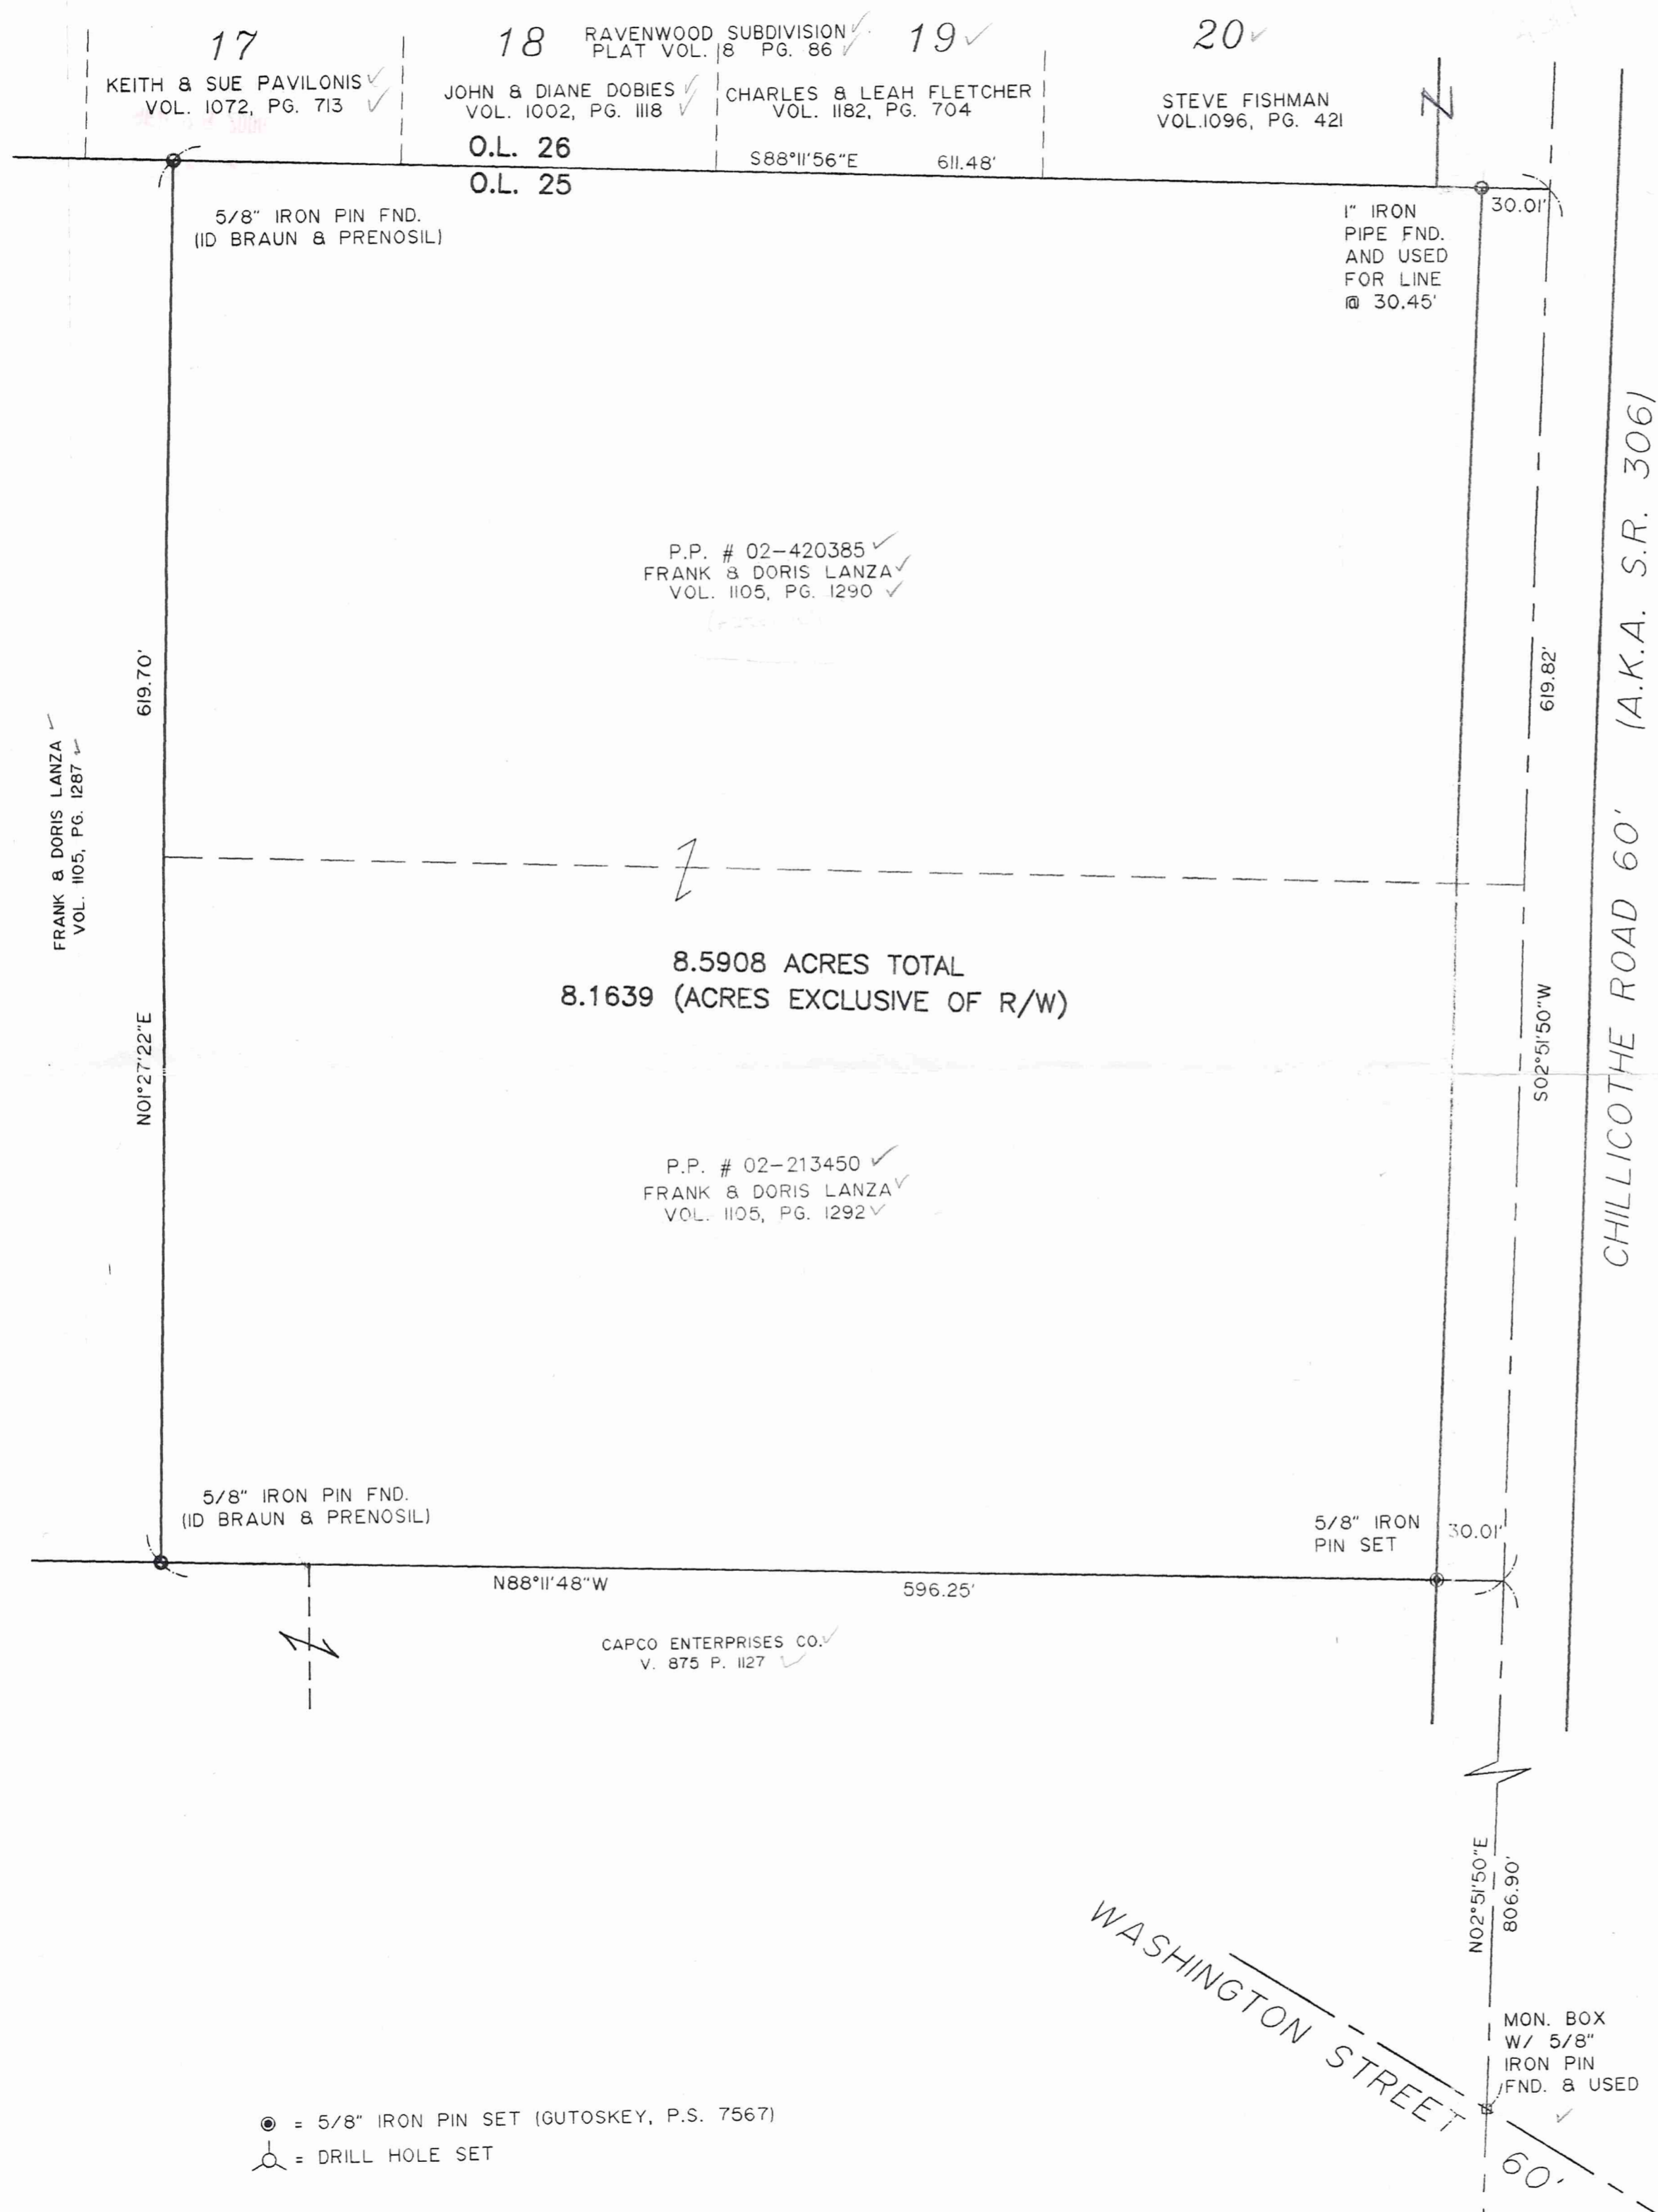 17
KEITH & SUE PAVILONIS
VOL. 1072, PG. 713
18
RAVENWOOD SUBDIVISION
PLAT VOL. 18 PG. 86
JOHN & DIANE DOBIES
VOL. 1002, PG. 1118
19
CHARLES & LEAH FLETCHER
VOL. 1182, PG. 704
20
STEVE FISHMAN
VOL.1096, PG. 421
O.L. 26
O.L. 25
S88°11'56"E 611.48'
5/8" IRON PIN FND.
(ID BRAUN & PRENOSIL)
1" IRON
PIPE FND.
AND USED
FOR LINE
@ 30.45'
30.01'
P.P. # 02-420385
FRANK & DORIS LANZA
VOL. 1105, PG. 1290
619.70'
N01°27'22"E
FRANK & DORIS LANZA
VOL. 1105, PG. 1287
619.82'
S02°51'50"W
CHILLICOTHE ROAD 60' (A.K.A. S.R. 306)
8.5908 ACRES TOTAL
8.1639 (ACRES EXCLUSIVE OF R/W)
P.P. # 02-213450
FRANK & DORIS LANZA
VOL. 1105, PG. 1292
5/8" IRON PIN FND.
(ID BRAUN & PRENOSIL)
5/8" IRON
PIN SET
30.01'
N88°11'48"W 596.25'
CAPCO ENTERPRISES CO.
V. 875 P. 1127
N02°51'50"E
806.90'
WASHINGTON STREET 60'
MON. BOX
W/ 5/8"
IRON PIN
FND. & USED
= 5/8" IRON PIN SET (GUTOSKEY, P.S. 7567)
= DRILL HOLE SET